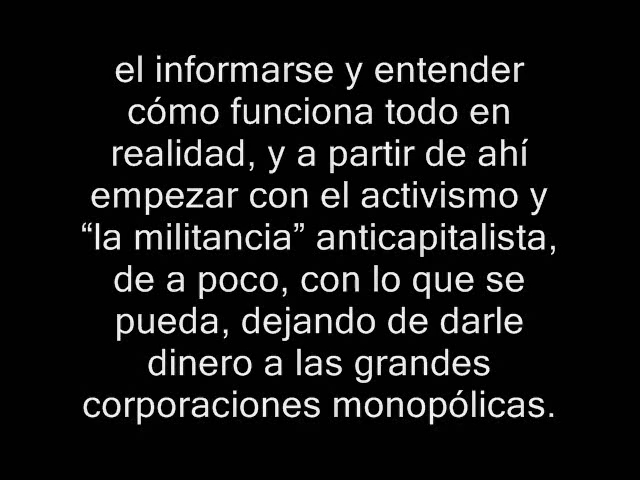 el informarse y entender
cómo funciona todo en
realidad, y a partir de ahí
empezar con el activismo y
“la militancia” anticapitalista,
de a poco, con lo que se
pueda, dejando de darle
dinero a las grandes
corporaciones monopólicas.